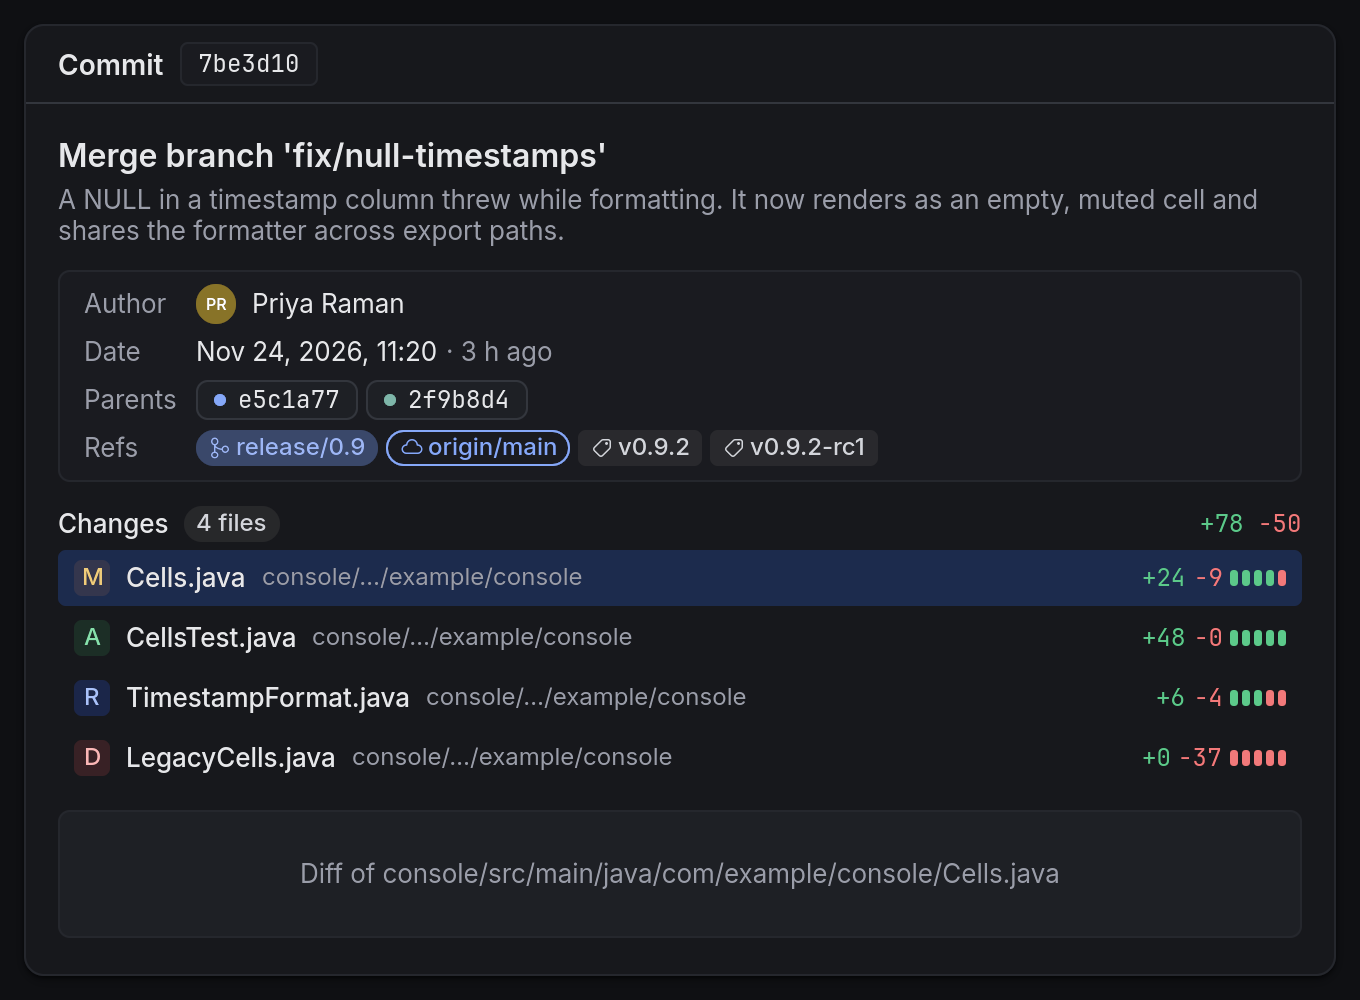 Commit 7be3d10
Merge branch 'fix/null-timestamps'
A NULL in a timestamp column threw while formatting. It now renders as an empty, muted cell and
shares the formatter across export paths.
Author PR Priya Raman
Date Nov 24, 2026, 11:20 · 3 h ago
Parents e5c1a77 2f9b8d4
Refs release/0.9 origin/main v0.9.2 v0.9.2-rc1
Changes 4 files +78 -50
M Cells.java console/…/example/console +24 -9
A CellsTest.java console/…/example/console +48 -0
R TimestampFormat.java console/…/example/console +6 -4
D LegacyCells.java console/…/example/console +0 -37
Diff of console/src/main/java/com/example/console/Cells.java